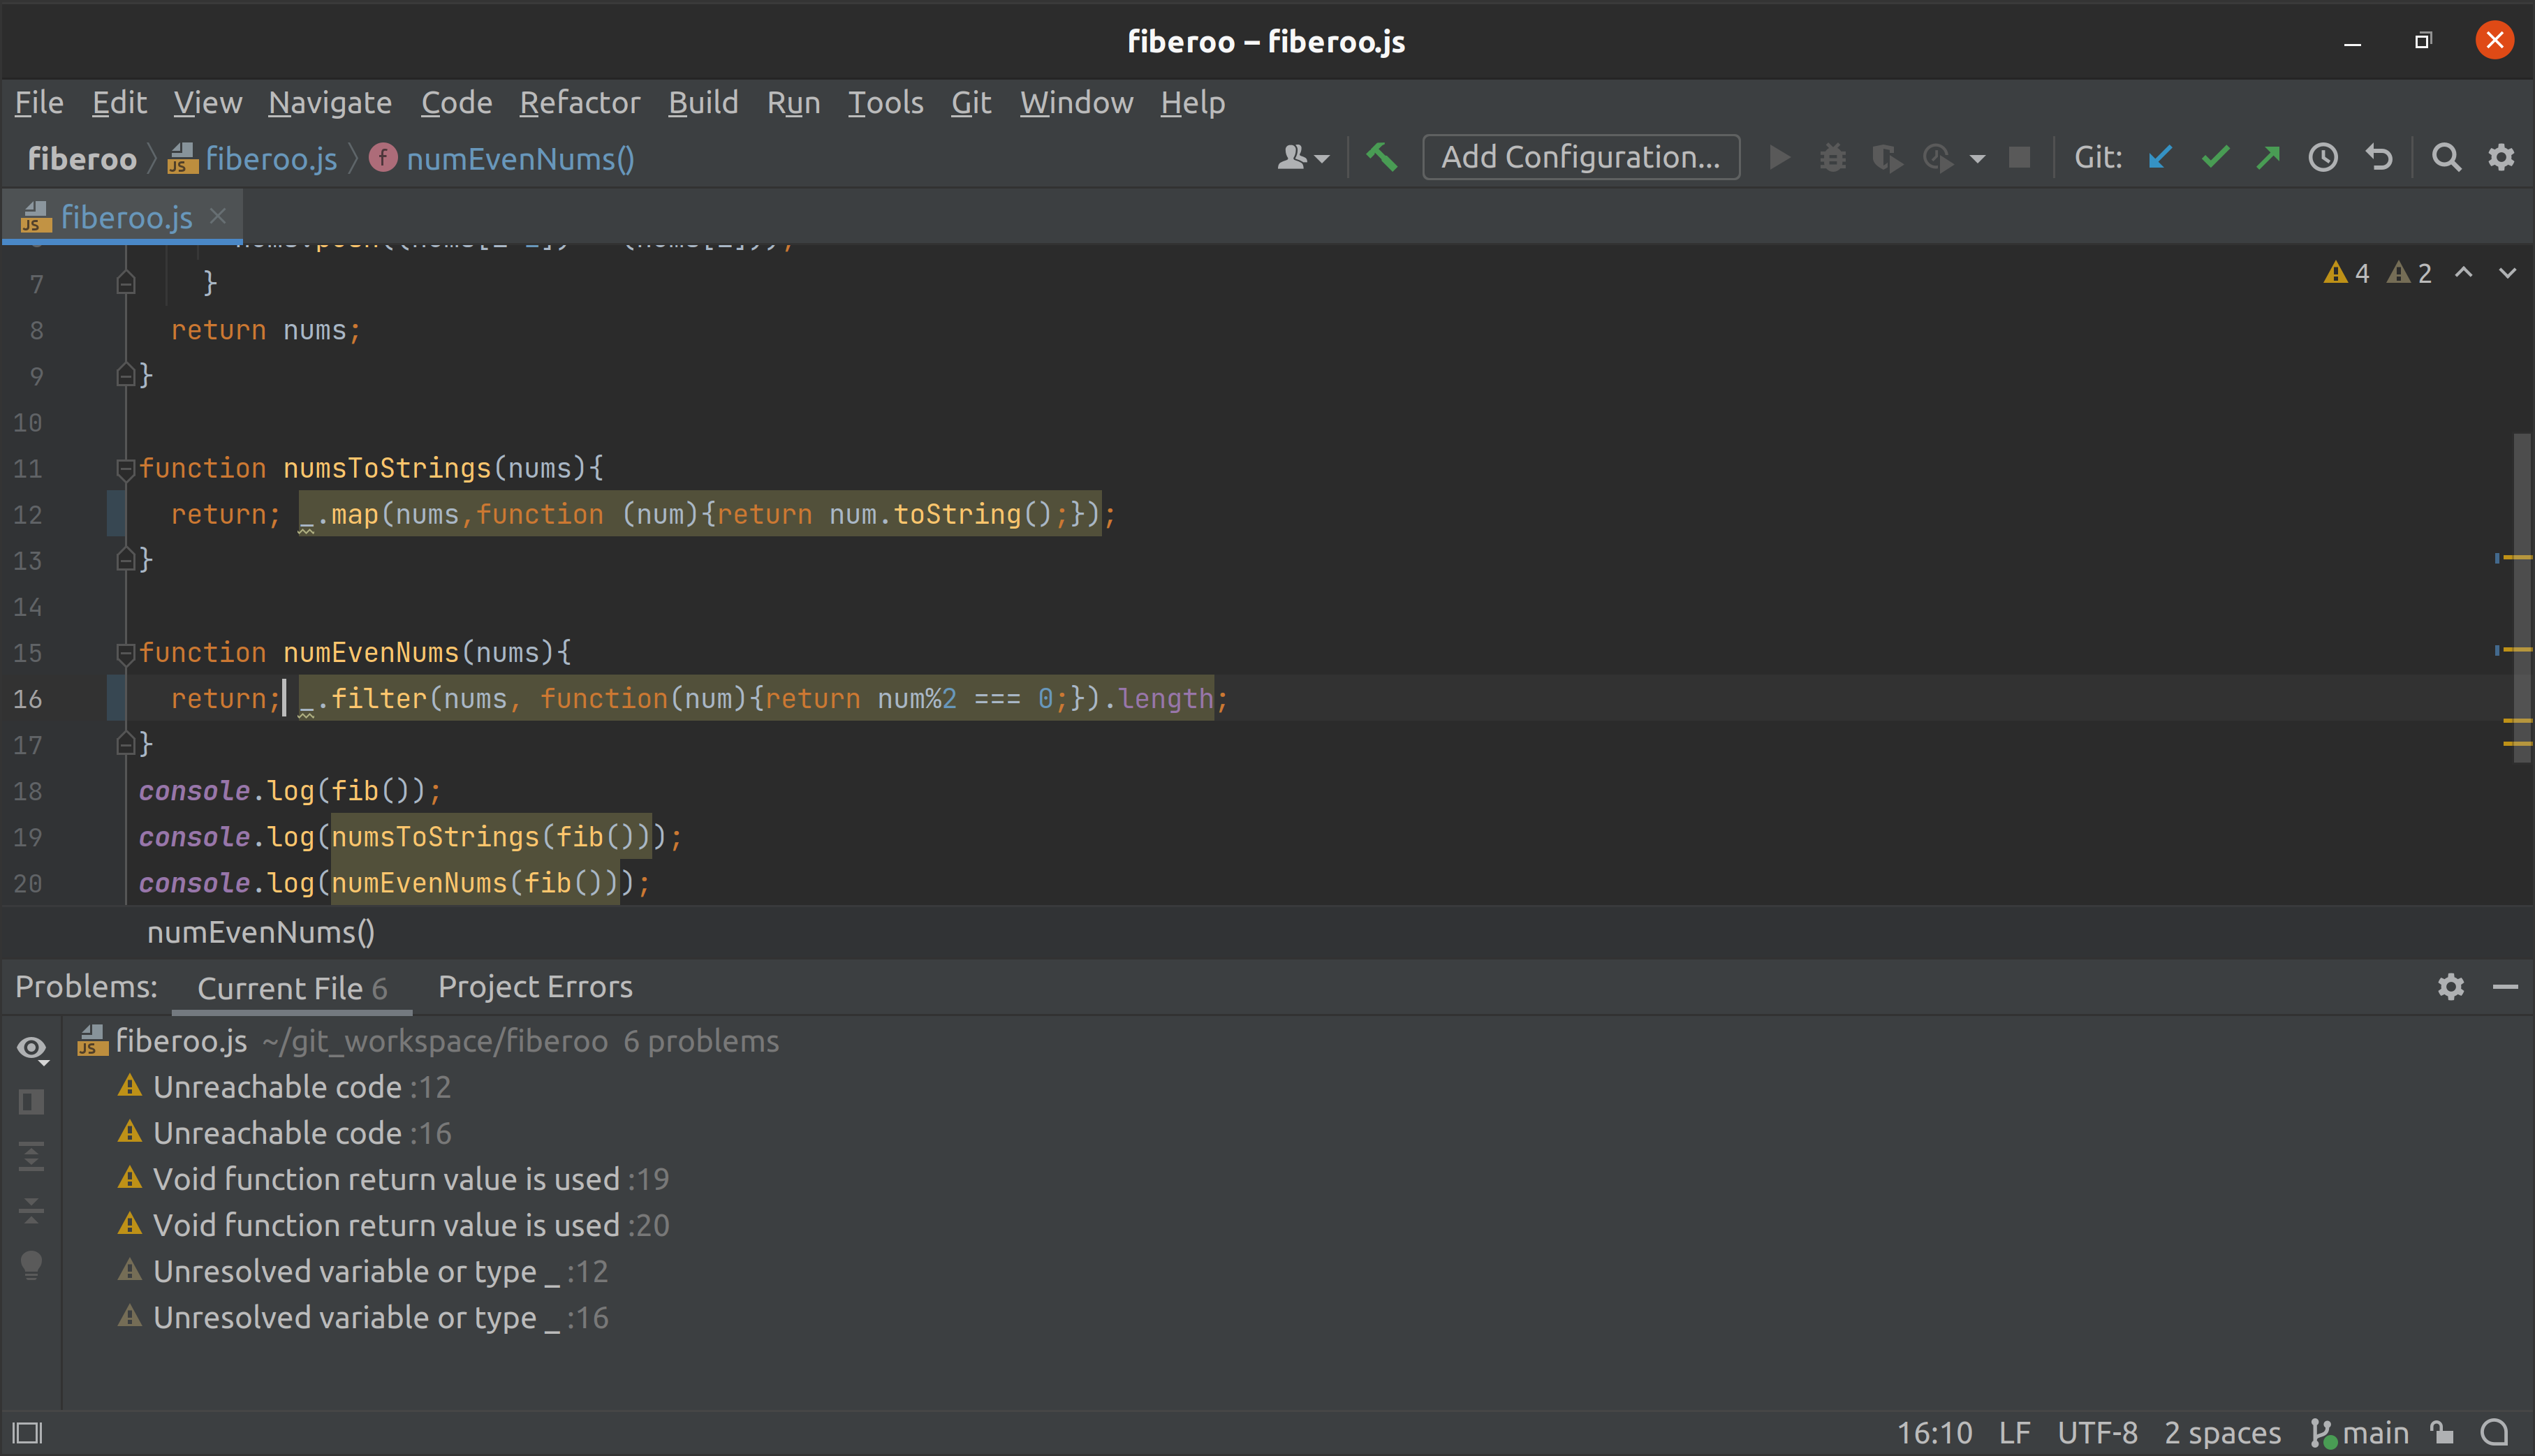 fiberoo – fiberoo.js
File Edit View Navigate Code Refactor Build Run Tools Git Window Help
fiberoo JS fiberoo.js f numEvenNums() Add Configuration... Git:
JS fiberoo.js
4 2
7 }
8 return nums;
9 }
10
11 function numsToStrings(nums){
12 return; _.map(nums,function (num){return num.toString();});
13 }
14
15 function numEvenNums(nums){
16 return; _.filter(nums, function(num){return num%2 === 0;}).length;
17 }
18 console.log(fib());
19 console.log(numsToStrings(fib()));
20 console.log(numEvenNums(fib()));
numEvenNums()
Problems: Current File 6 Project Errors
JS fiberoo.js ~/git_workspace/fiberoo 6 problems
Unreachable code :12
Unreachable code :16
Void function return value is used :19
Void function return value is used :20
Unresolved variable or type _ :12
Unresolved variable or type _ :16
16:10 LF UTF-8 2 spaces main